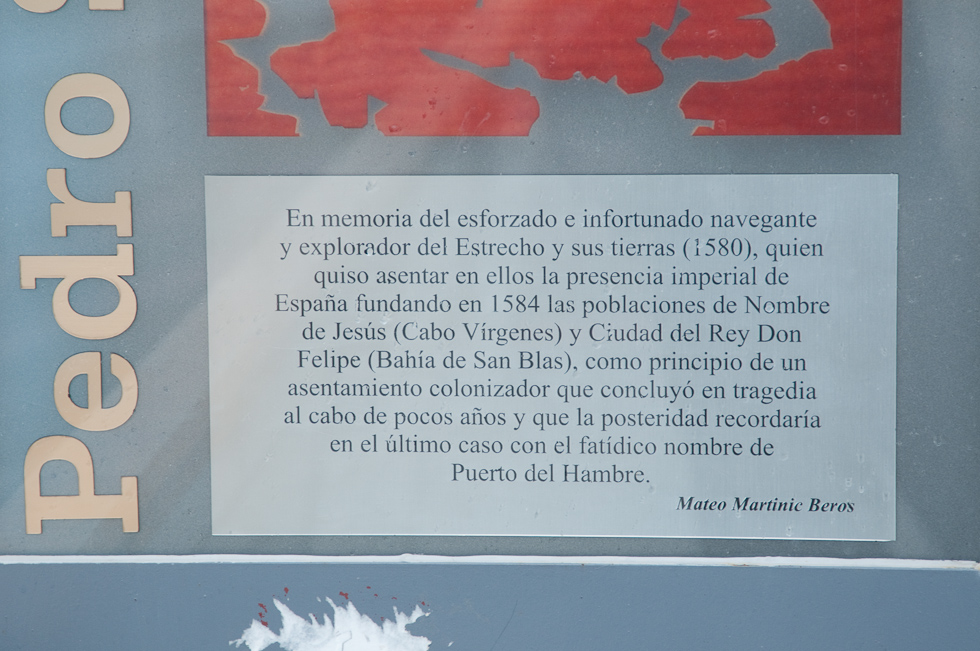 Pedro
En memoria del esforzado e infortunado navegante
y explorador del Estrecho y sus tierras (1580), quien
quiso asentar en ellos la presencia imperial de
España fundando en 1584 las poblaciones de Nombre
de Jesús (Cabo Vírgenes) y Ciudad del Rey Don
Felipe (Bahía de San Blas), como principio de un
asentamiento colonizador que concluyó en tragedia
al cabo de pocos años y que la posteridad recordaría
en el último caso con el fatídico nombre de
Puerto del Hambre.
Mateo Martinic Beros